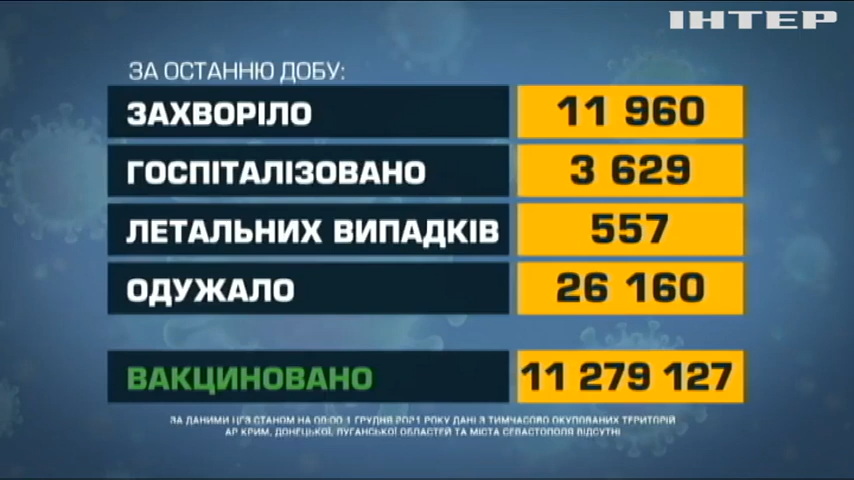 ІНТЕР
ЗА ОСТАННЮ ДОБУ:
ЗАХВОРІЛО 11 960
ГОСПІТАЛІЗОВАНО 3 629
ЛЕТАЛЬНИХ ВИПАДКІВ 557
ОДУЖАЛО 26 160
ВАКЦИНОВАНО 11 279 127
ЗА ДАНИМИ ЦГЗ СТАНОМ НА 09:00 1 ГРУДНЯ 2021 РОКУ ДАНІ З ТИМЧАСОВО ОКУПОВАНИХ ТЕРИТОРІЙ
АР КРИМ, ДОНЕЦЬКОЇ, ЛУГАНСЬКОЇ ОБЛАСТЕЙ ТА МІСТА СЕВАСТОПОЛЯ ВІДСУТНІ